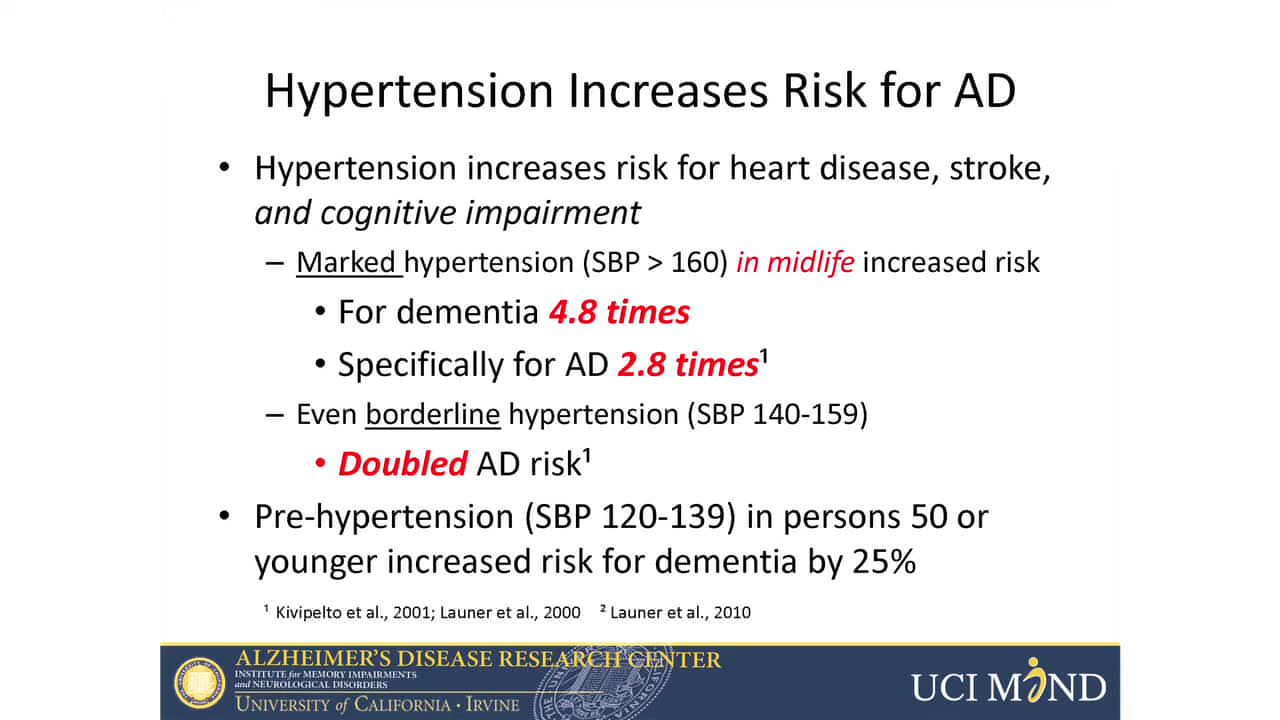 Hypertension Increases Risk for AD
• Hypertension increases risk for heart disease, stroke,
and cognitive impairment
– Marked hypertension (SBP > 160) in midlife increased risk
• For dementia 4.8 times
• Specifically for AD 2.8 times¹
– Even borderline hypertension (SBP 140-159)
• Doubled AD risk¹
• Pre-hypertension (SBP 120-139) in persons 50 or
younger increased risk for dementia by 25%
¹ Kivipelto et al., 2001; Launer et al., 2000 ² Launer et al., 2010
ALZHEIMER'S DISEASE RESEARCH CENTER
INSTITUTE for MEMORY IMPAIRMENTS
and NEUROLOGICAL DISORDERS
UNIVERSITY of CALIFORNIA • IRVINE
UCI MIND